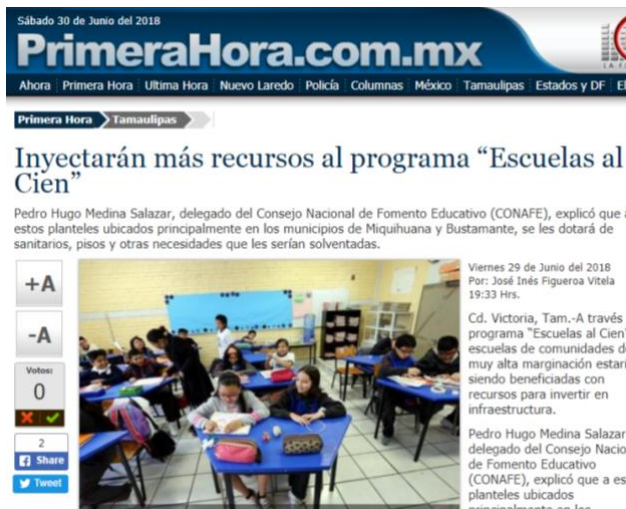 Sábado 30 de Junio del 2018
PrimeraHora.com.mx
Ahora Primera Hora Ultima Hora Nuevo Laredo Policía Columnas México Tamaulipas Estados y DF
Primera Hora Tamaulipas
Inyectarán más recursos al programa “Escuelas al
Cien”
Pedro Hugo Medina Salazar, delegado del Consejo Nacional de Fomento Educativo (CONAFE), explicó que a
estos planteles ubicados principalmente en los municipios de Miquihuana y Bustamante, se les dotará de
sanitarios, pisos y otras necesidades que les serían solventadas.
+A
-A
Votos:
0
2
Share
Tweet
Viernes 29 de Junio del 2018
Por: José Inés Figueroa Vitela
19:33 Hrs.
Cd. Victoria, Tam.-A través
programa “Escuelas al Cien”
escuelas de comunidades de
muy alta marginación
siendo beneficiadas con
recursos para invertir en
infraestructura.
Pedro Hugo Medina Salazar
delegado del Consejo
de Fomento Educativo
(CONAFE), explicó que a
planteles ubicados
principalmente en los